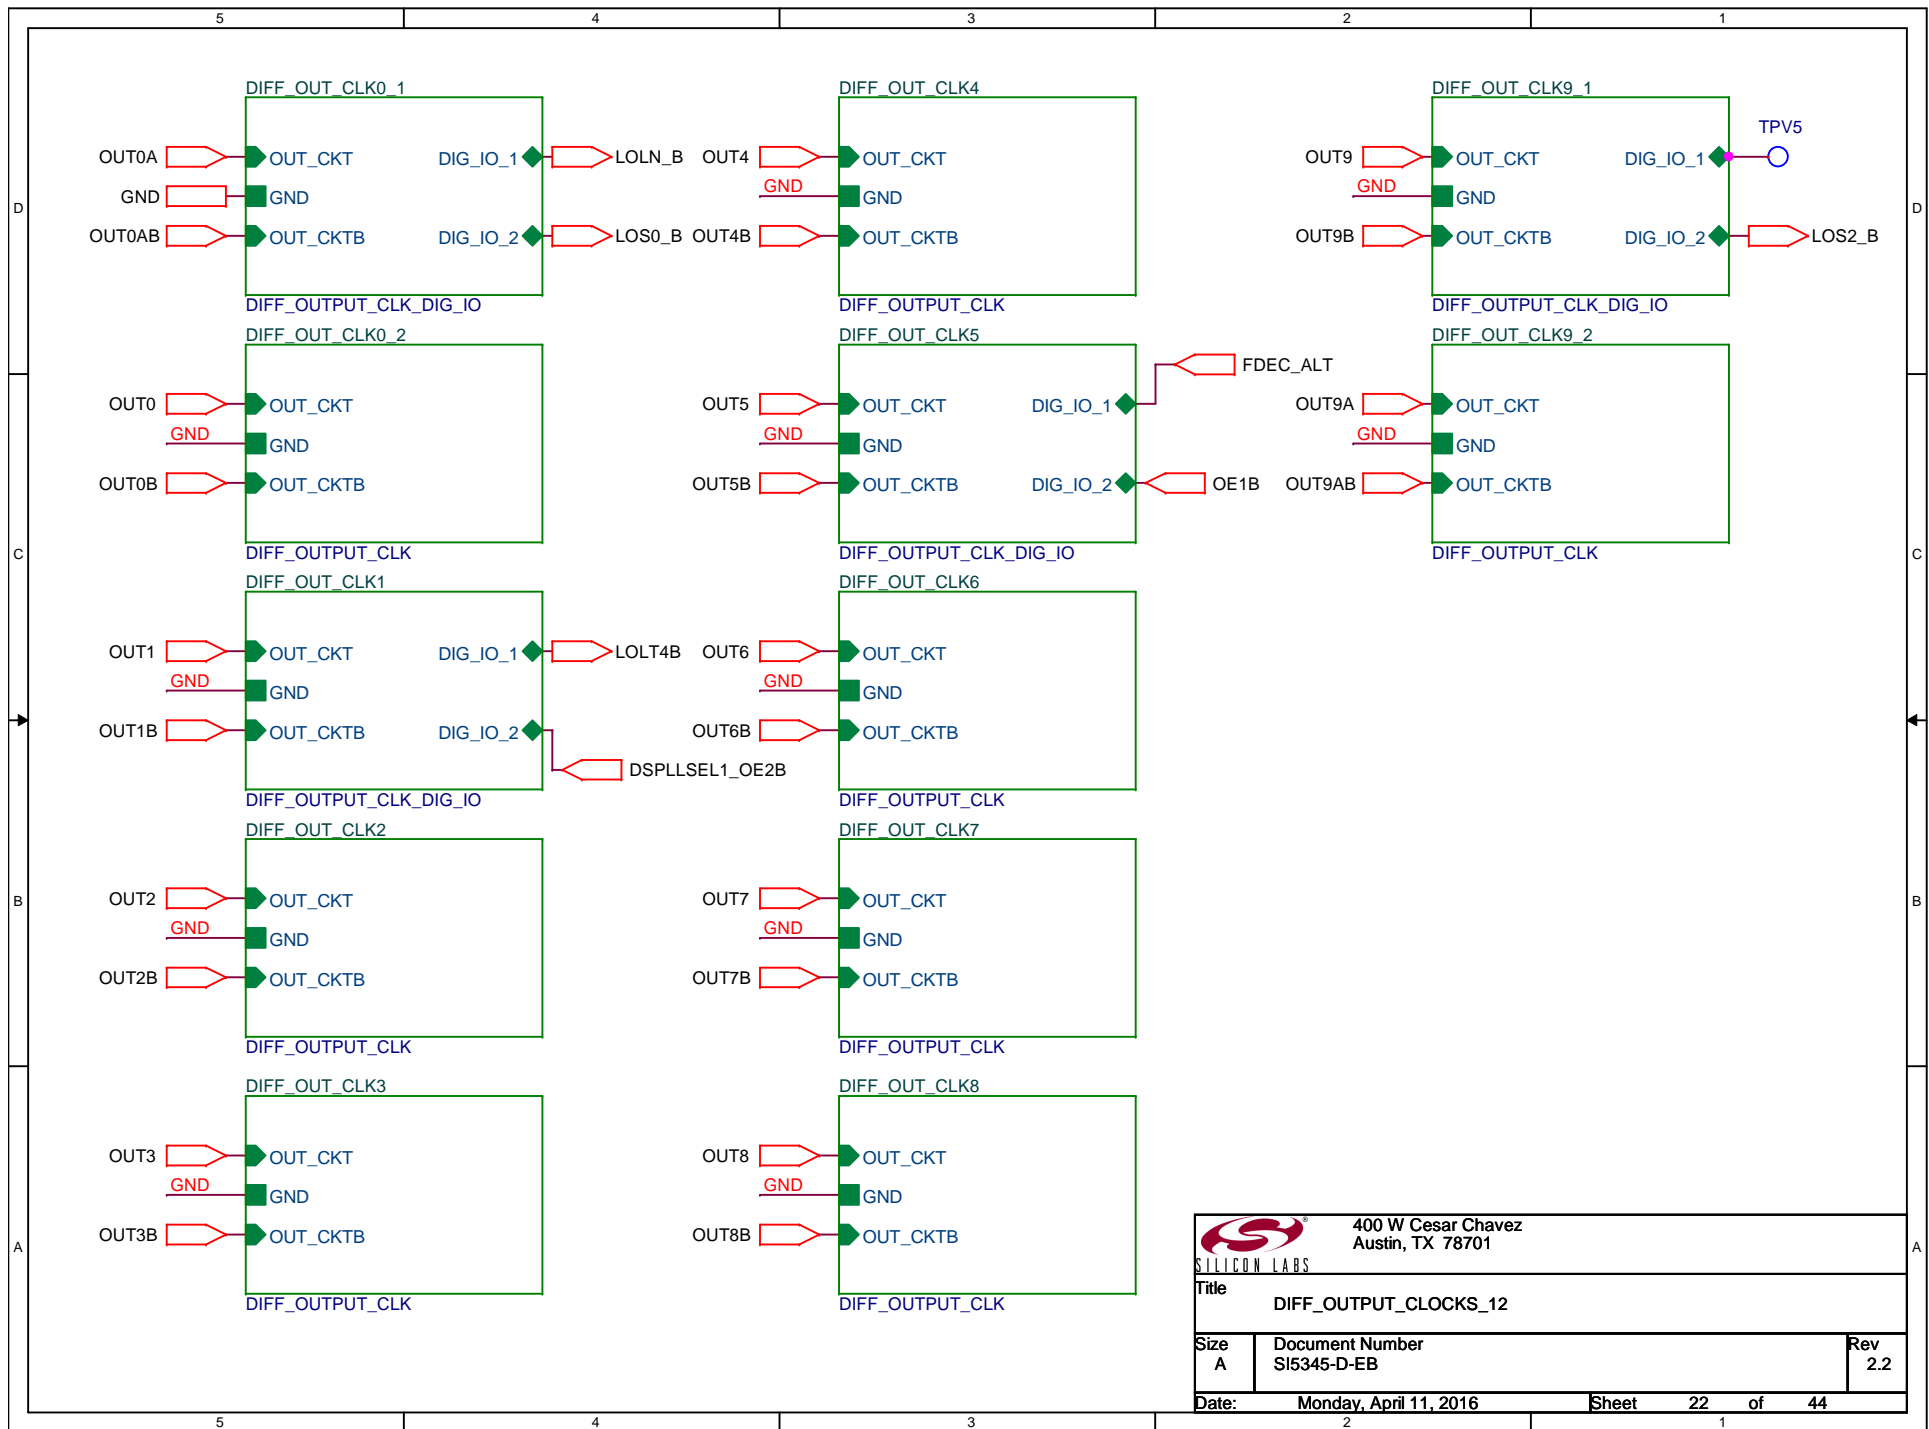 5 4 3 2 1
D
D
C
C
B
B
A
A
DIFF_OUT_CLK0_1
OUT0A
OUT_CKT
DIG_IO_1
LOLN_B
GND
GND
OUT0AB
OUT_CKTB
DIG_IO_2
LOS0_B
DIFF_OUTPUT_CLK_DIG_IO
DIFF_OUT_CLK0_2
OUT0
OUT_CKT
GND
GND
OUT0B
OUT_CKTB
DIFF_OUTPUT_CLK
DIFF_OUT_CLK1
OUT1
OUT_CKT
DIG_IO_1
LOLT4B
GND
GND
OUT1B
OUT_CKTB
DIG_IO_2
DSPLLSEL1_OE2B
DIFF_OUTPUT_CLK_DIG_IO
DIFF_OUT_CLK2
OUT2
OUT_CKT
GND
GND
OUT2B
OUT_CKTB
DIFF_OUTPUT_CLK
DIFF_OUT_CLK3
OUT3
OUT_CKT
GND
GND
OUT3B
OUT_CKTB
DIFF_OUTPUT_CLK
DIFF_OUT_CLK4
OUT4
OUT_CKT
GND
GND
OUT4B
OUT_CKTB
DIFF_OUTPUT_CLK
DIFF_OUT_CLK5
OUT5
OUT_CKT
DIG_IO_1
FDEC_ALT
GND
GND
OUT5B
OUT_CKTB
DIG_IO_2
OE1B
DIFF_OUTPUT_CLK_DIG_IO
DIFF_OUT_CLK6
OUT6
OUT_CKT
GND
GND
OUT6B
OUT_CKTB
DIFF_OUTPUT_CLK
DIFF_OUT_CLK7
OUT7
OUT_CKT
GND
GND
OUT7B
OUT_CKTB
DIFF_OUTPUT_CLK
DIFF_OUT_CLK8
OUT8
OUT_CKT
GND
GND
OUT8B
OUT_CKTB
DIFF_OUTPUT_CLK
DIFF_OUT_CLK9_1
TPV5
OUT9
OUT_CKT
DIG_IO_1
GND
GND
OUT9B
OUT_CKTB
DIG_IO_2
LOS2_B
DIFF_OUTPUT_CLK_DIG_IO
DIFF_OUT_CLK9_2
OUT9A
OUT_CKT
GND
GND
OUT9AB
OUT_CKTB
DIFF_OUTPUT_CLK
SILICON LABS
®
400 W Cesar Chavez
Austin, TX 78701
Title
DIFF_OUTPUT_CLOCKS_12
Size
A
Document Number
SI5345-D-EB
Rev
2.2
Date: Monday, April 11, 2016
Sheet 22 of 44
5 4 3 2 1